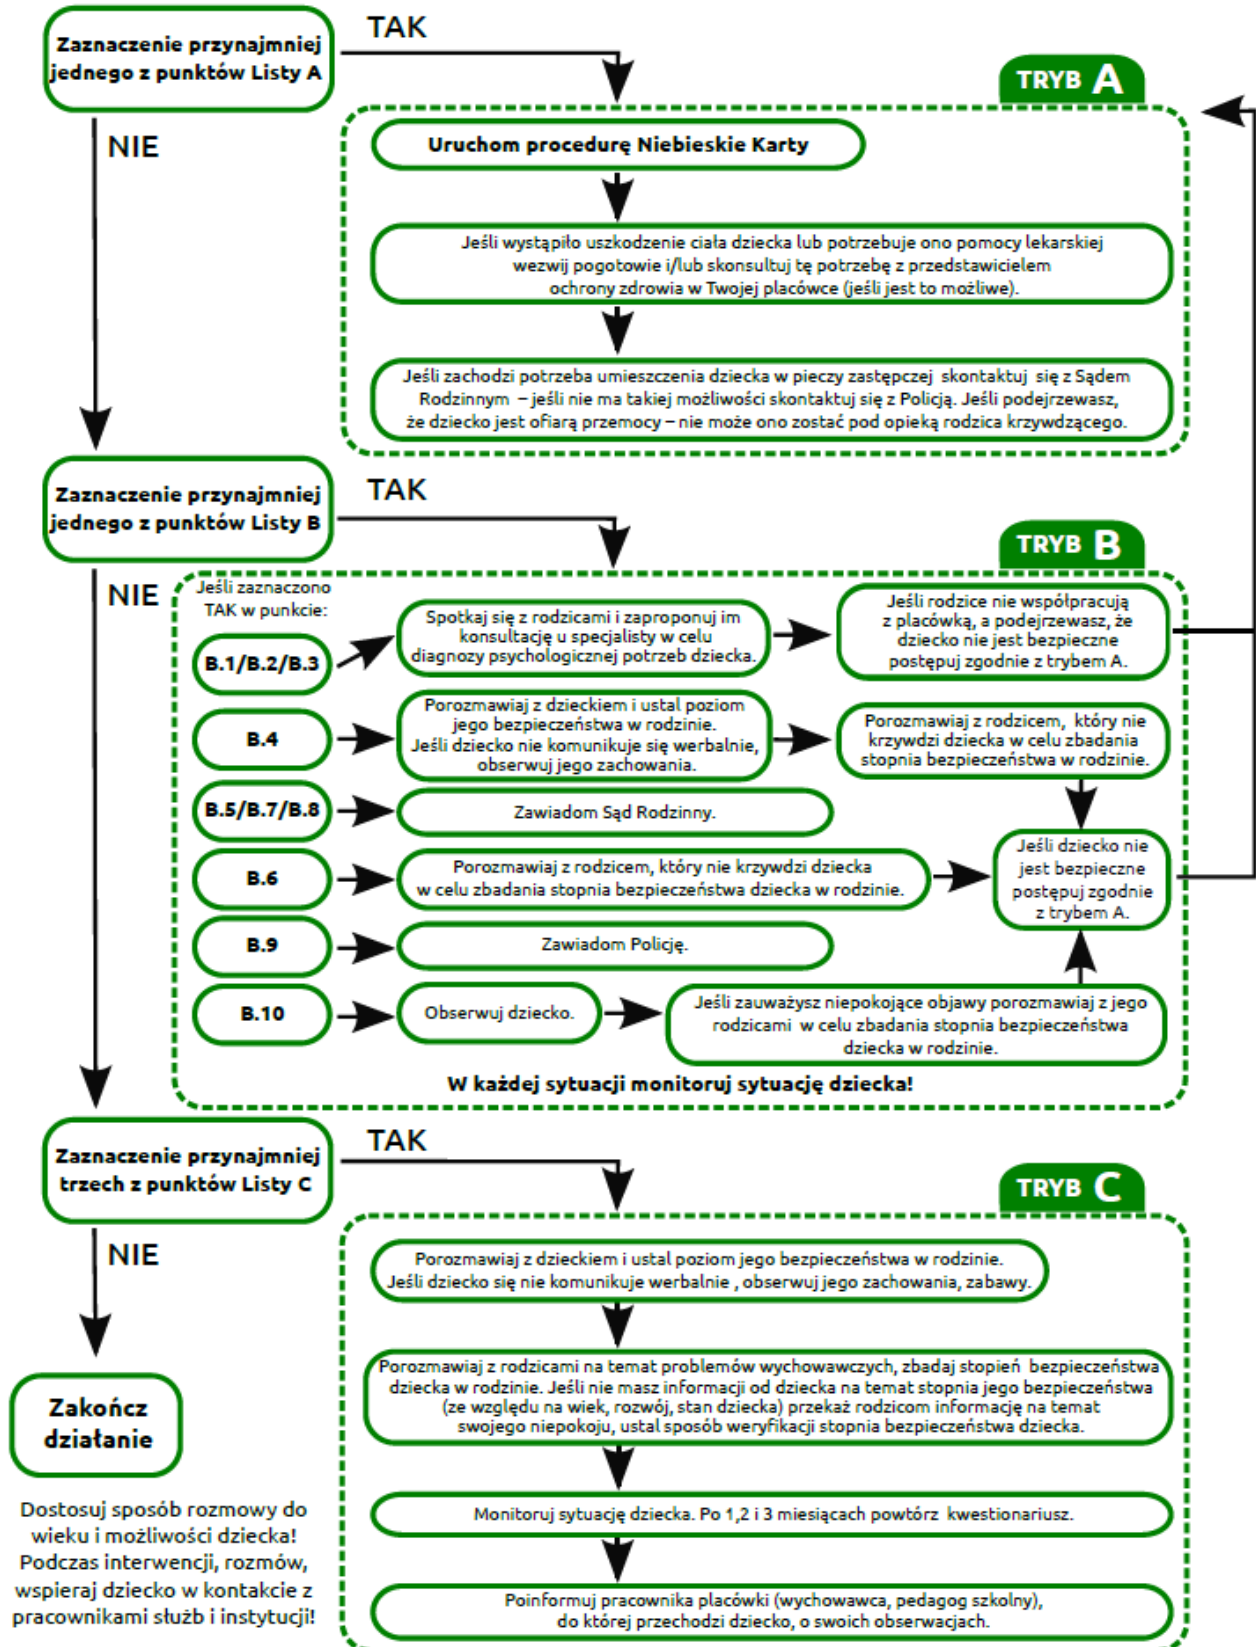 Zaznaczenie przynajmniej
jednego z punktów Listy A
TAK
NIE
TRYB A
Uruchom procedurę Niebieskie Karty
Jeśli wystąpiło uszkodzenie ciała dziecka lub potrzebuje ono pomocy lekarskiej
wezwij pogotowie i/lub skonsultuj tę potrzebę z przedstawicielem
ochrony zdrowia w Twojej placówce (jeśli jest to możliwe).
Jeśli zachodzi potrzeba umieszczenia dziecka w pieczy zastępczej skontaktuj się z Sądem
Rodzinnym – jeśli nie ma takiej możliwości skontaktuj się z Policją. Jeśli podejrzewasz,
że dziecko jest ofiarą przemocy – nie może ono zostać pod opieką rodzica krzywdzącego.
Zaznaczenie przynajmniej
jednego z punktów Listy B
TAK
NIE
TRYB B
Jeśli zaznaczono
TAK w punkcie:
B.1/B.2/B.3
Spotkaj się z rodzicami i zaproponuj im
konsultację u specjalisty w celu
diagnozy psychologicznej potrzeb dziecka.
Jeśli rodzice nie współpracują
z placówką, a podejrzewasz, że
dziecko nie jest bezpieczne
postępuj zgodnie z trybem A.
B.4
Porozmawiaj z dzieckiem i ustal poziom
jego bezpieczeństwa w rodzinie.
Jeśli dziecko nie komunikuje się werbalnie,
obserwuj jego zachowania.
Porozmawiaj z rodzicem, który nie
krzywdzi dziecka w celu zbadania
stopnia bezpieczeństwa w rodzinie.
B.5/B.7/B.8
Zawiadom Sąd Rodzinny.
B.6
Porozmawiaj z rodzicem, który nie krzywdzi dziecka
w celu zbadania stopnia bezpieczeństwa dziecka w rodzinie.
Jeśli dziecko nie
jest bezpieczne
postępuj zgodnie
z trybem A.
B.9
Zawiadom Policję.
B.10
Obserwuj dziecko.
Jeśli zauważysz niepokojące objawy porozmawiaj z jego
rodzicami w celu zbadania stopnia bezpieczeństwa
dziecka w rodzinie.
W każdej sytuacji monitoruj sytuację dziecka!
Zaznaczenie przynajmniej
trzech z punktów Listy C
TAK
NIE
TRYB C
Porozmawiaj z dzieckiem i ustal poziom jego bezpieczeństwa w rodzinie.
Jeśli dziecko się nie komunikuje werbalnie , obserwuj jego zachowania, zabawy.
Porozmawiaj z rodzicami na temat problemów wychowawczych, zbadaj stopień bezpieczeństwa
dziecka w rodzinie. Jeśli nie masz informacji od dziecka na temat stopnia jego bezpieczeństwa
(ze względu na wiek, rozwój, stan dziecka) przekaż rodzicom informację na temat
swojego niepokoju, ustal sposób weryfikacji stopnia bezpieczeństwa dziecka.
Monitoruj sytuację dziecka. Po 1,2 i 3 miesiącach powtórz kwestionariusz.
Poinformuj pracownika placówki (wychowawca, pedagog szkolny),
do której przechodzi dziecko, o swoich obserwacjach.
Zakończ
działanie
Dostosuj sposób rozmowy do
wieku i możliwości dziecka!
Podczas interwencji, rozmów,
wspieraj dziecko w kontakcie z
pracownikami służb i instytucji!